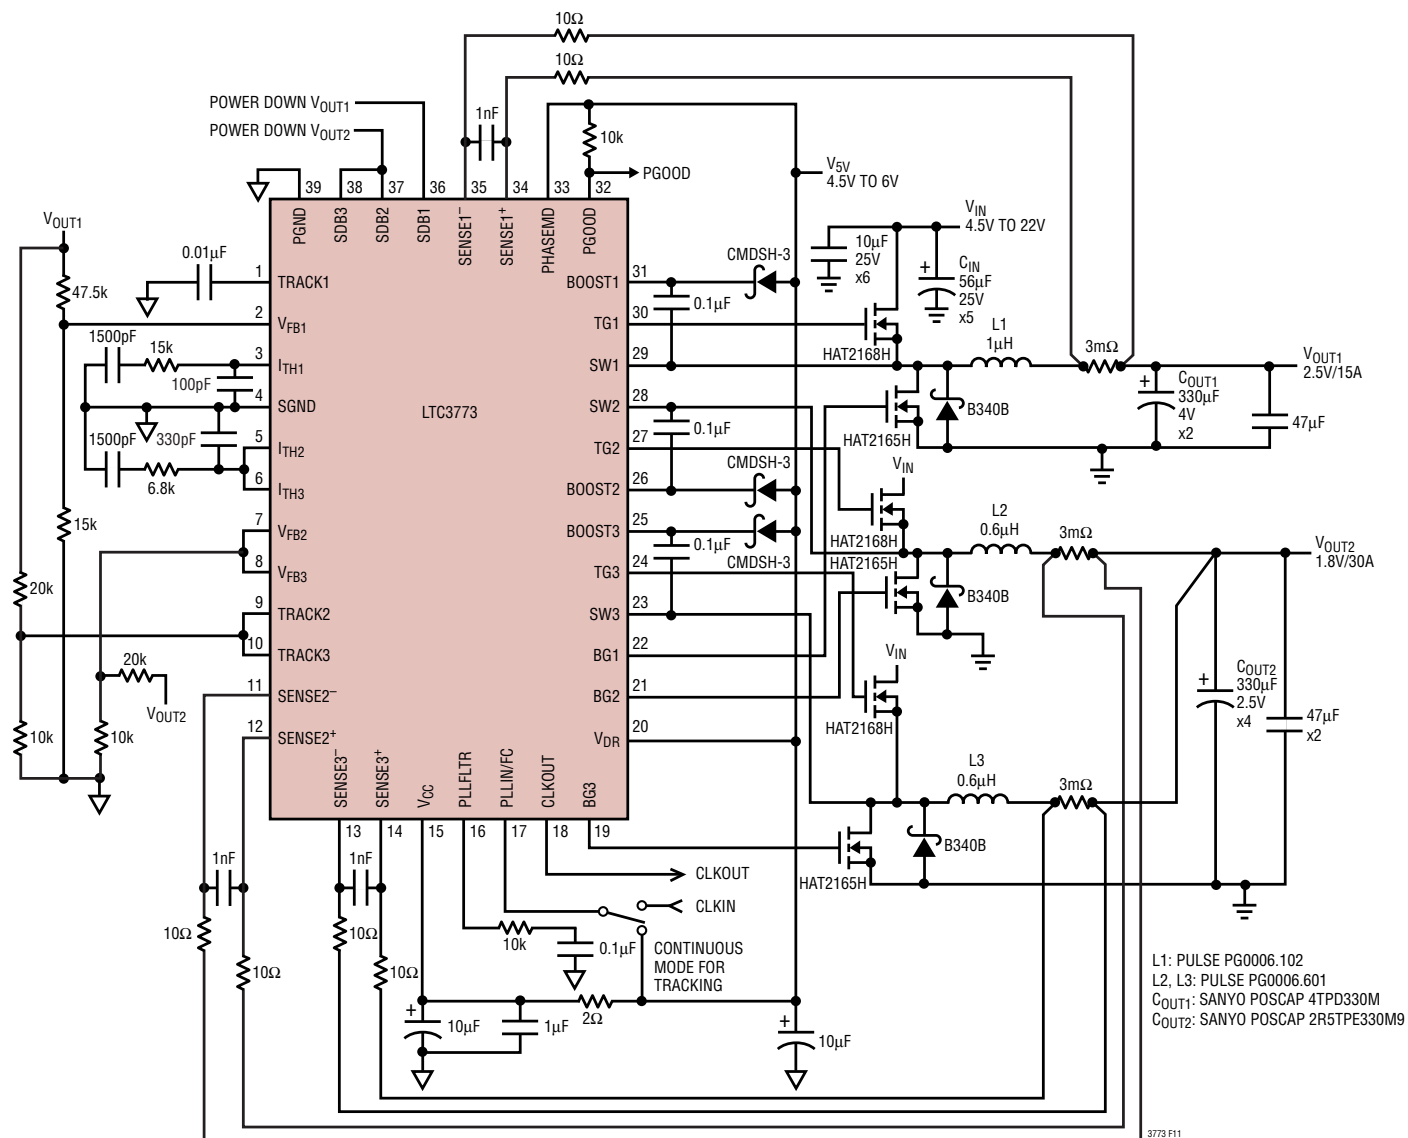 10Ω
10Ω
POWER DOWN VOUT1
POWER DOWN VOUT2
1nF
10k
PGOOD
V5V
4.5V TO 6V
39
38
37
36
35
34
33
32
PGND
SDB3
SDB2
SDB1
SENSE1–
SENSE1+
PHASEMD
PGOOD
VOUT1
0.01µF
47.5k
1500pF
15k
100pF
1500pF
330pF
6.8k
15k
20k
20k
VOUT2
10k
10k
1
TRACK1
2
VFB1
3
ITH1
4
SGND
5
ITH2
6
ITH3
7
VFB2
8
VFB3
9
TRACK2
10
TRACK3
11
SENSE2–
12
SENSE2+
LTC3773
BOOST1
31
TG1
30
SW1
29
SW2
28
TG2
27
BOOST2
26
BOOST3
25
TG3
24
SW3
23
BG1
22
BG2
21
VDR
20
SENSE3–
SENSE3+
VCC
PLLFLTR
PLLIN/FC
CLKOUT
BG3
13
14
15
16
17
18
19
CMDSH-3
0.1µF
0.1µF
CMDSH-3
0.1µF
CMDSH-3
VIN
4.5V TO 22V
10µF
25V
x6
+
CIN
56µF
25V
x5
HAT2168H
L1
1µH
3mΩ
VOUT1
2.5V/15A
HAT2165H
B340B
+
COUT1
330µF
4V
x2
47µF
VIN
HAT2168H
L2
0.6µH
3mΩ
VOUT2
1.8V/30A
HAT2165H
B340B
VIN
HAT2168H
L3
0.6µH
3mΩ
HAT2165H
B340B
+
COUT2
330µF
2.5V
x4
47µF
x2
1nF
10Ω
10Ω
1nF
10Ω
10Ω
CLKOUT
CLKIN
10k
0.1µF
CONTINUOUS
MODE FOR
TRACKING
+
10µF
1µF
2Ω
+
10µF
L1: PULSE PG0006.102
L2, L3: PULSE PG0006.601
COUT1: SANYO POSCAP 4TPD330M
COUT2: SANYO POSCAP 2R5TPE330M9
3773 F11